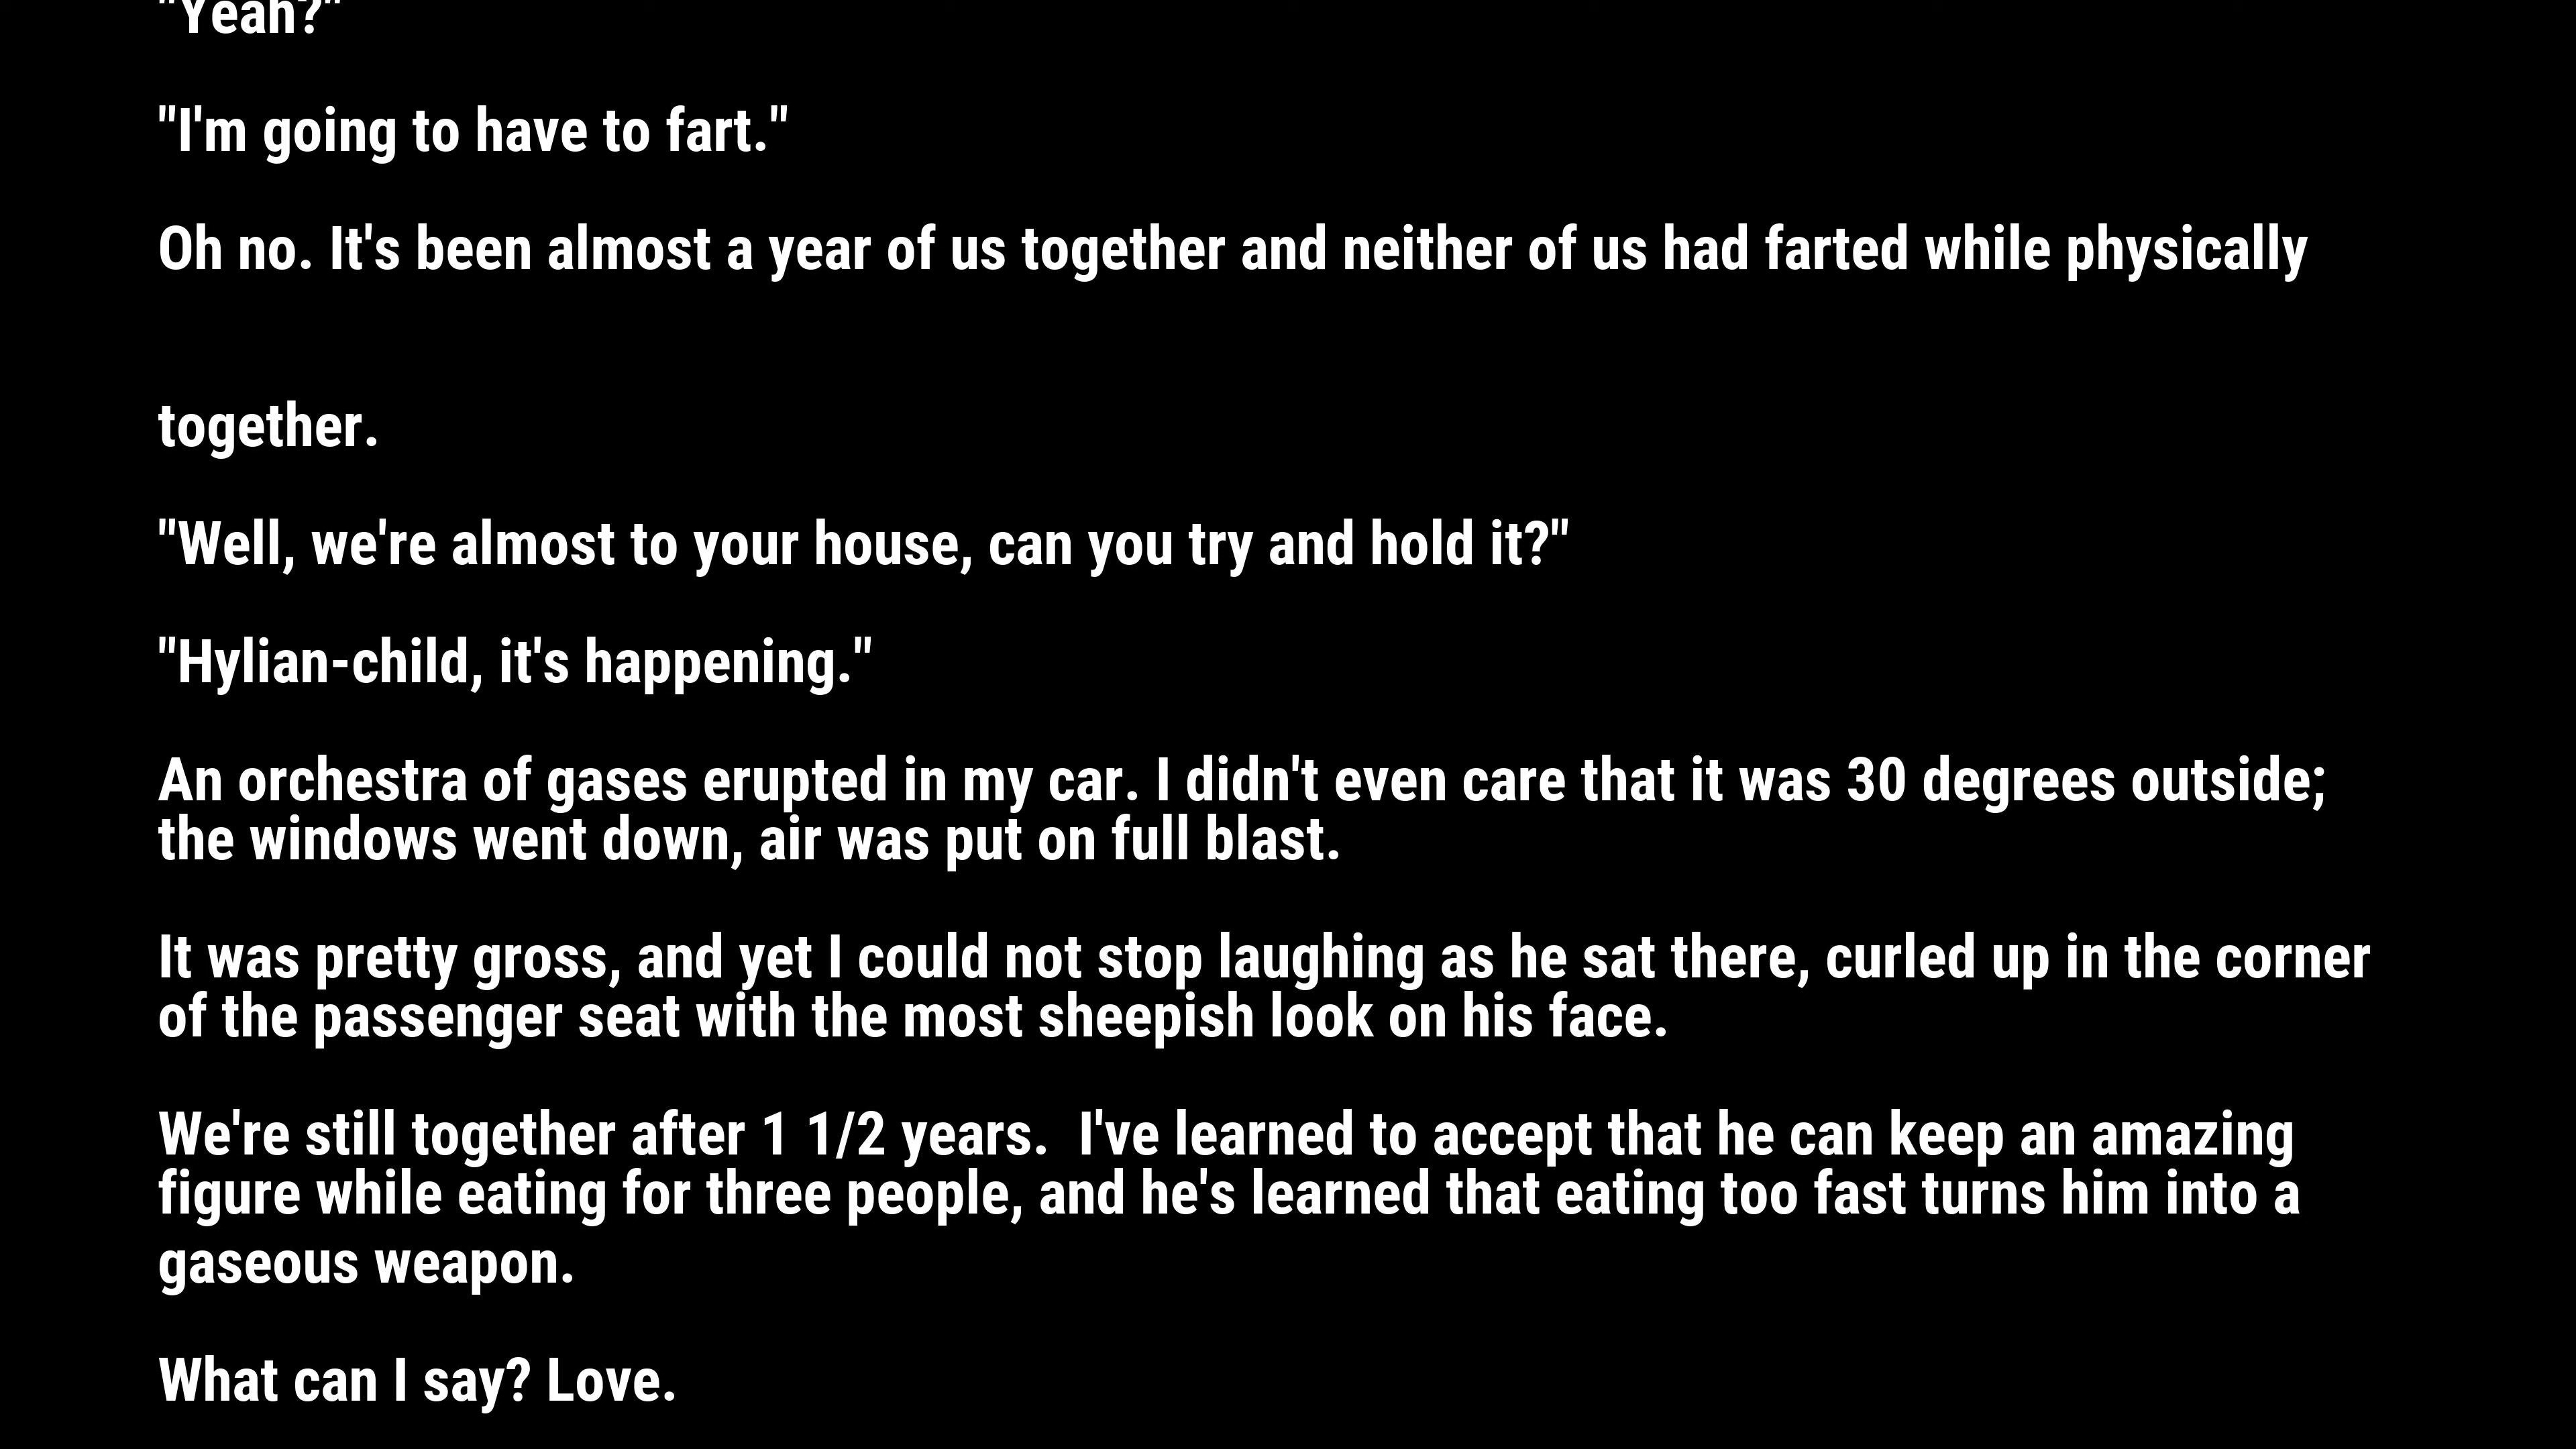 "Yeah?"
"I'm going to have to fart."
Oh no. It's been almost a year of us together and neither of us had farted while physically
together.
"Well, we're almost to your house, can you try and hold it?"
"Hylian-child, it's happening."
An orchestra of gases erupted in my car. I didn't even care that it was 30 degrees outside;
the windows went down, air was put on full blast.
It was pretty gross, and yet I could not stop laughing as he sat there, curled up in the corner
of the passenger seat with the most sheepish look on his face.
We're still together after 1 1/2 years.  I've learned to accept that he can keep an amazing
figure while eating for three people, and he's learned that eating too fast turns him into a
gaseous weapon.
What can I say? Love.